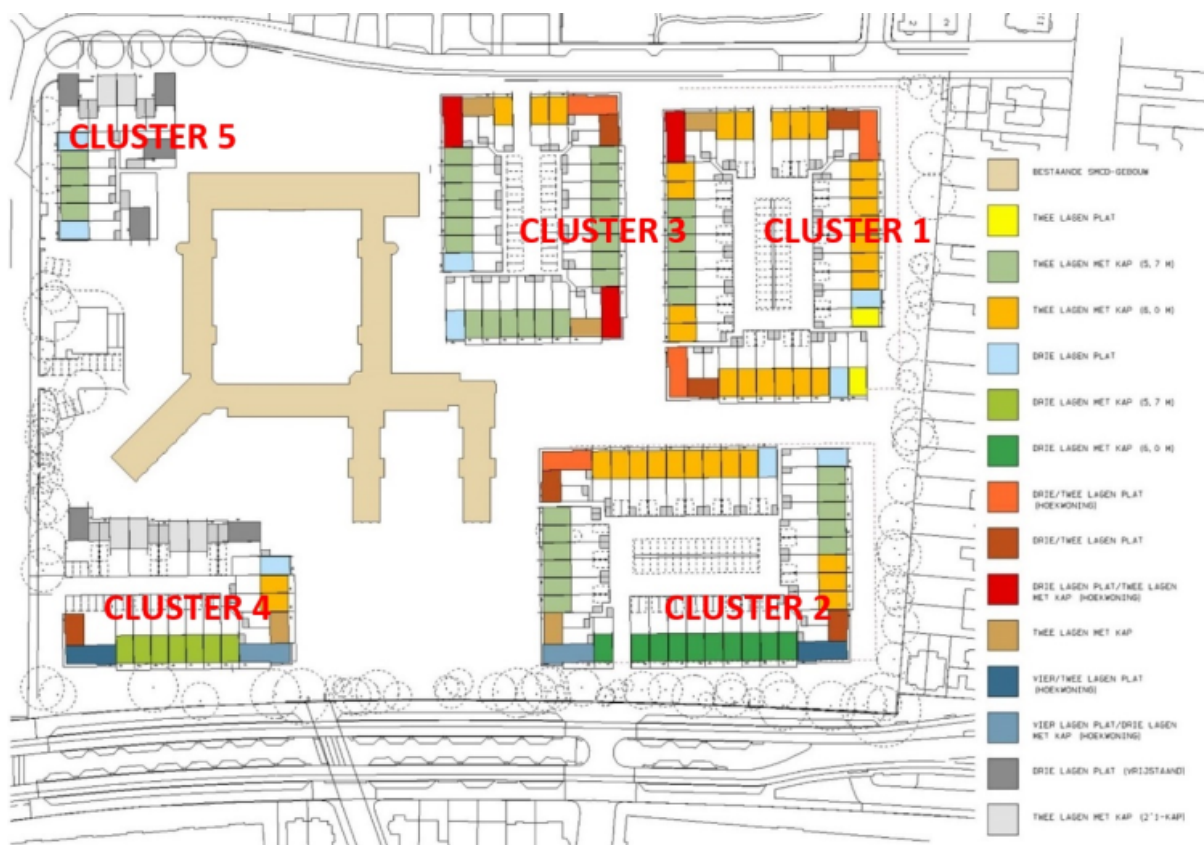 CLUSTER 5
CLUSTER 3
CLUSTER 1
CLUSTER 4
CLUSTER 2
BESTAANDE SMCD-GEBOUW
TWEE LAGEN PLAT
TWEE LAGEN MET KAP (5,7 M)
TWEE LAGEN MET KAP (6,0 M)
DRIE LAGEN PLAT
DRIE LAGEN MET KAP (5,7 M)
DRIE LAGEN MET KAP (6,0 M)
DRIE/TWEE LAGEN PLAT
(HOEKWONING)
DRIE/TWEE LAGEN PLAT
DRIE LAGEN PLAT/TWEE LAGEN
MET KAP (HOEKWONING)
TWEE LAGEN MET KAP
VIER/TWEE LAGEN PLAT
(HOEKWONING)
VIER LAGEN PLAT/DRIE LAGEN
MET KAP (HOEKWONING)
DRIE LAGEN PLAT (VRIJSTAAND)
TWEE LAGEN MET KAP (2^1-KAP)